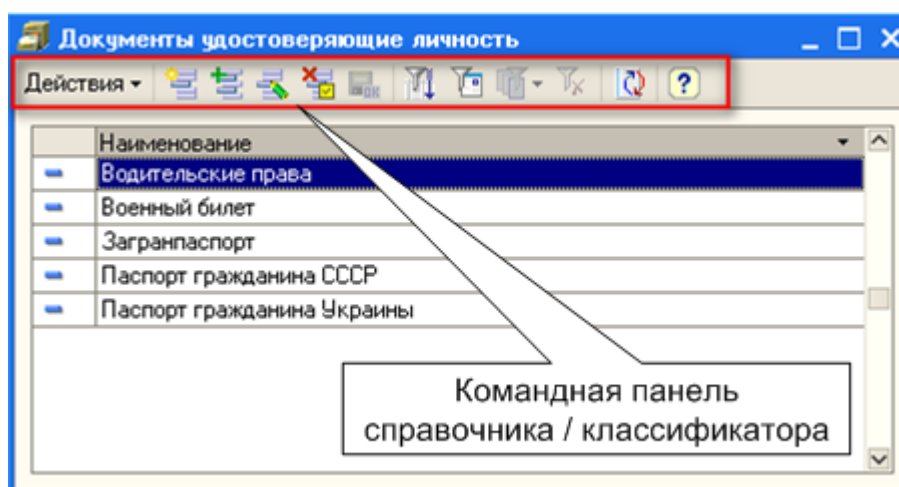 Документы удостоверяющие личность
Действия
Наименование
Водительские права
Военный билет
Загранпаспорт
Паспорт гражданина СССР
Паспорт гражданина Украины
Командная панель
справочника / классификатора